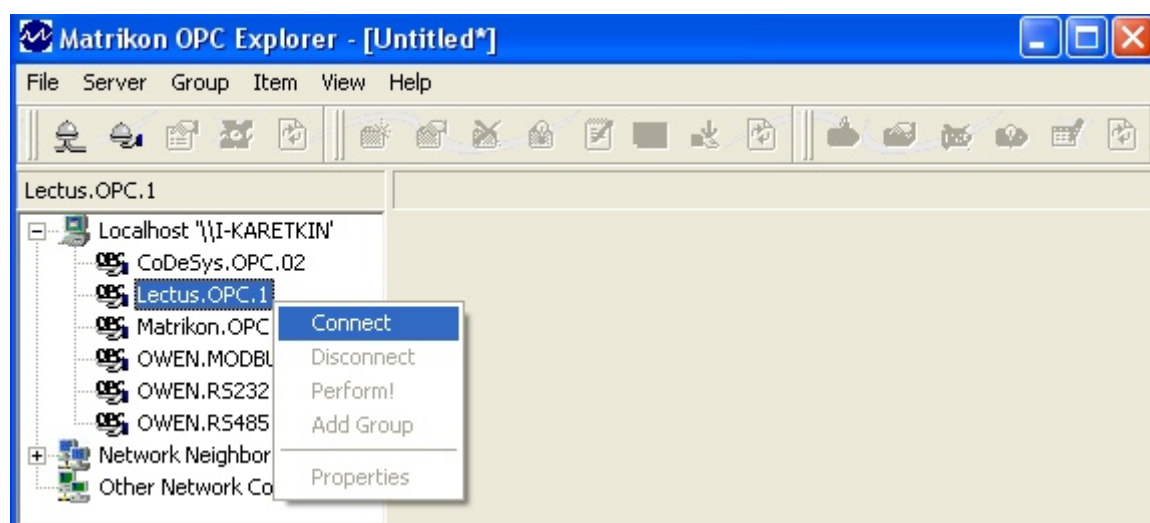 Matrikon OPC Explorer - [Untitled*]
File Server Group Item View Help
Lectus.OPC.1
Localhost '\\I-KARETKIN'
CoDeSys.OPC.02
Lectus.OPC.1
Matrikon.OPC
OWEN.MODBU
OWEN.RS232
OWEN.RS485
Network Neighbor
Other Network Co
Connect
Disconnect
Perform!
Add Group
Properties